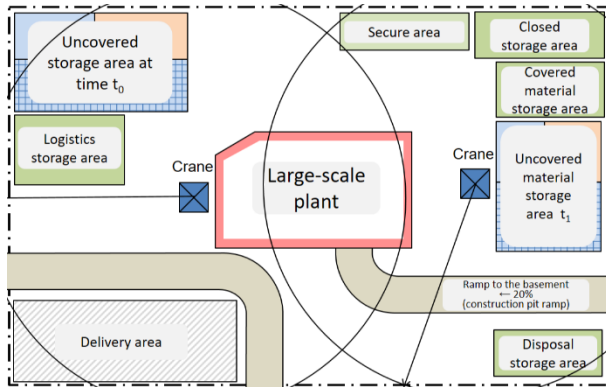 Uncovered
storage area at
time t₀
Secure area
Closed
storage area
Covered
material
storage area
Logistics
storage area
Crane
Large-scale
plant
Crane
Uncovered
material
storage
area t₁
Ramp to the basement
← 20%
(construction pit ramp)
Delivery area
Disposal
storage area